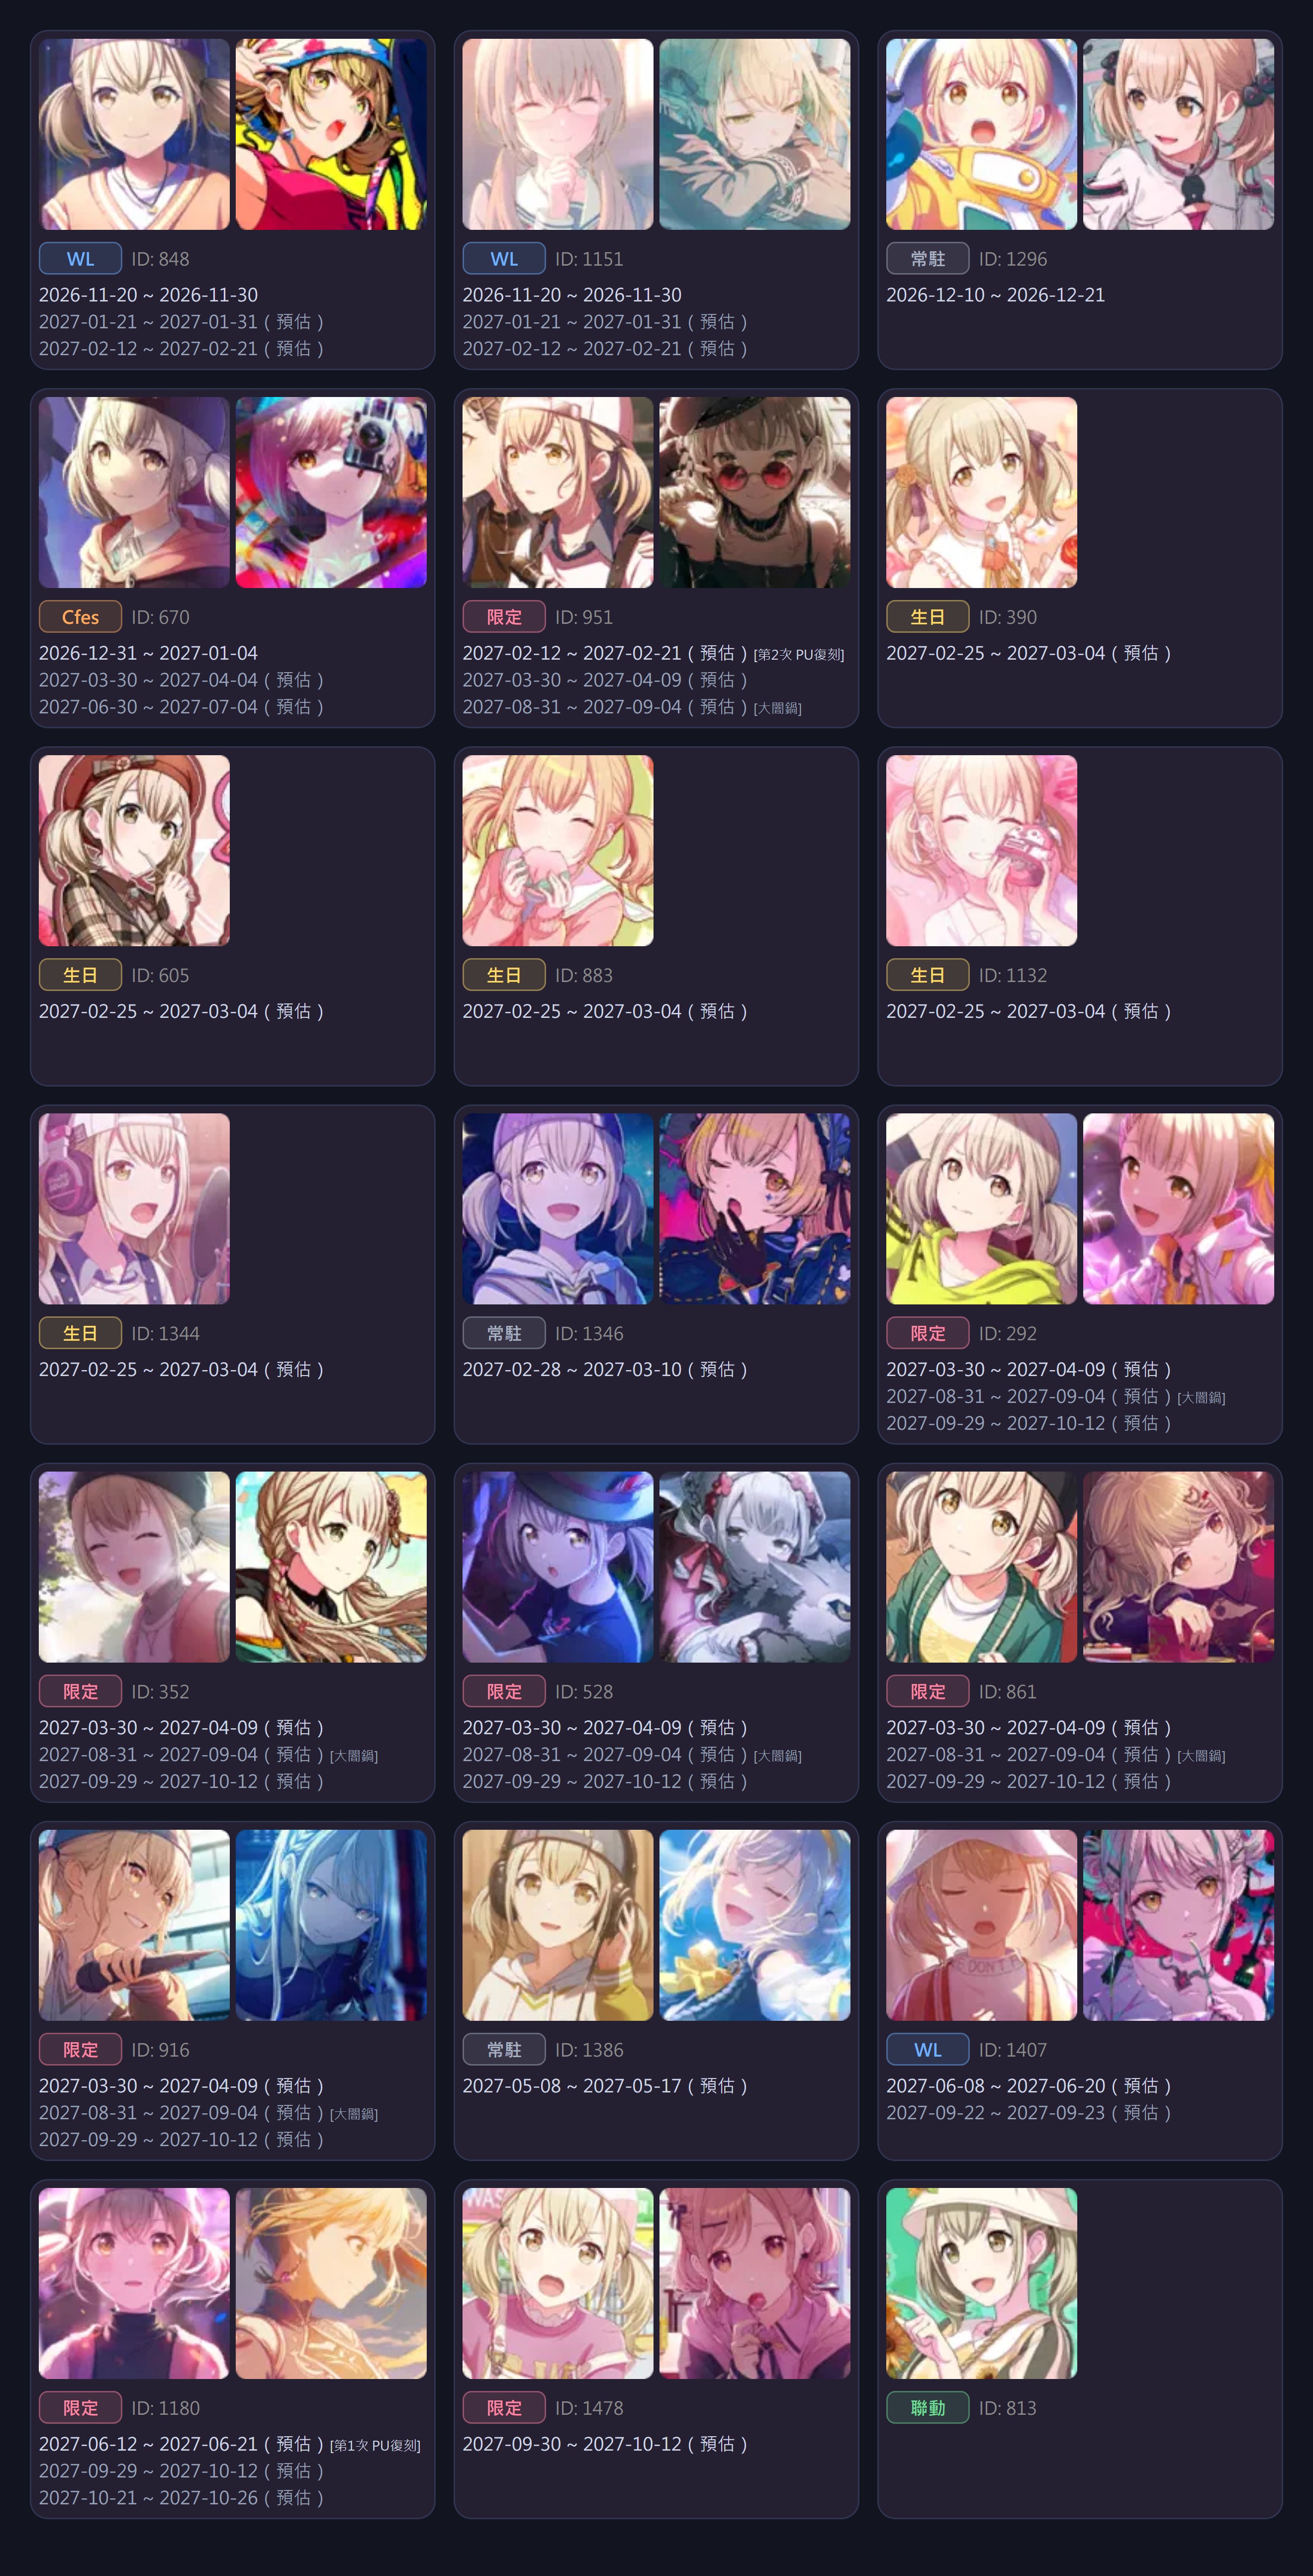 WL ID: 848
2026-11-20 ~ 2026-11-30
2027-01-21 ~ 2027-01-31 ( 預估 )
2027-02-12 ~ 2027-02-21 ( 預估 )
WL ID: 1151
2026-11-20 ~ 2026-11-30
2027-01-21 ~ 2027-01-31 ( 預估 )
2027-02-12 ~ 2027-02-21 ( 預估 )
常駐 ID: 1296
2026-12-10 ~ 2026-12-21
Cfes ID: 670
2026-12-31 ~ 2027-01-04
2027-03-30 ~ 2027-04-04 ( 預估 )
2027-06-30 ~ 2027-07-04 ( 預估 )
限定 ID: 951
2027-02-12 ~ 2027-02-21 ( 預估 ) [第2次 PU復刻]
2027-03-30 ~ 2027-04-09 ( 預估 )
2027-08-31 ~ 2027-09-04 ( 預估 ) [大闇鍋]
生日 ID: 390
2027-02-25 ~ 2027-03-04 ( 預估 )
生日 ID: 605
2027-02-25 ~ 2027-03-04 ( 預估 )
生日 ID: 883
2027-02-25 ~ 2027-03-04 ( 預估 )
生日 ID: 1132
2027-02-25 ~ 2027-03-04 ( 預估 )
生日 ID: 1344
2027-02-25 ~ 2027-03-04 ( 預估 )
常駐 ID: 1346
2027-02-28 ~ 2027-03-10 ( 預估 )
限定 ID: 292
2027-03-30 ~ 2027-04-09 ( 預估 )
2027-08-31 ~ 2027-09-04 ( 預估 ) [大闇鍋]
2027-09-29 ~ 2027-10-12 ( 預估 )
限定 ID: 352
2027-03-30 ~ 2027-04-09 ( 預估 )
2027-08-31 ~ 2027-09-04 ( 預估 ) [大闇鍋]
2027-09-29 ~ 2027-10-12 ( 預估 )
限定 ID: 528
2027-03-30 ~ 2027-04-09 ( 預估 )
2027-08-31 ~ 2027-09-04 ( 預估 ) [大闇鍋]
2027-09-29 ~ 2027-10-12 ( 預估 )
限定 ID: 861
2027-03-30 ~ 2027-04-09 ( 預估 )
2027-08-31 ~ 2027-09-04 ( 預估 ) [大闇鍋]
2027-09-29 ~ 2027-10-12 ( 預估 )
限定 ID: 916
2027-03-30 ~ 2027-04-09 ( 預估 )
2027-08-31 ~ 2027-09-04 ( 預估 ) [大闇鍋]
2027-09-29 ~ 2027-10-12 ( 預估 )
常駐 ID: 1386
2027-05-08 ~ 2027-05-17 ( 預估 )
WL ID: 1407
2027-06-08 ~ 2027-06-20 ( 預估 )
2027-09-22 ~ 2027-09-23 ( 預估 )
限定 ID: 1180
2027-06-12 ~ 2027-06-21 ( 預估 ) [第1次 PU復刻]
2027-09-29 ~ 2027-10-12 ( 預估 )
2027-10-21 ~ 2027-10-26 ( 預估 )
限定 ID: 1478
2027-09-30 ~ 2027-10-12 ( 預估 )
聯動 ID: 813